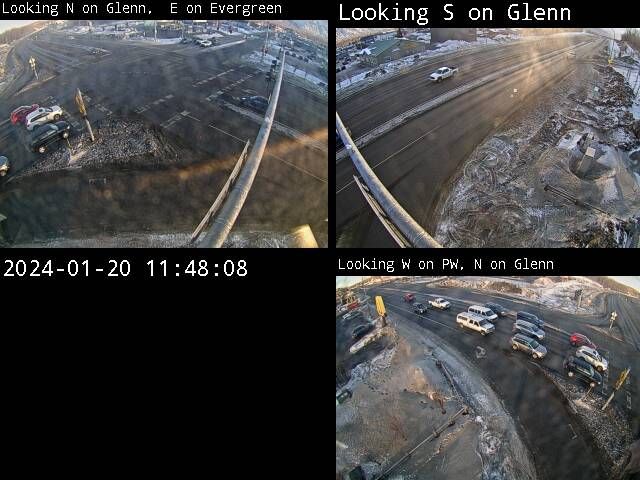 Looking N on Glenn,  E on Evergreen
Looking S on Glenn
2024-01-20 11:48:08
Looking W on PW, N on Glenn